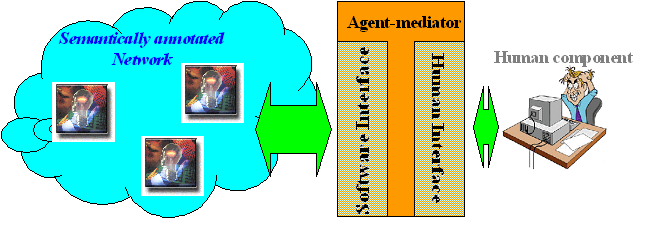 Semantically annotated
Network
Agent-mediator
Software Interface
Human Interface
Human component